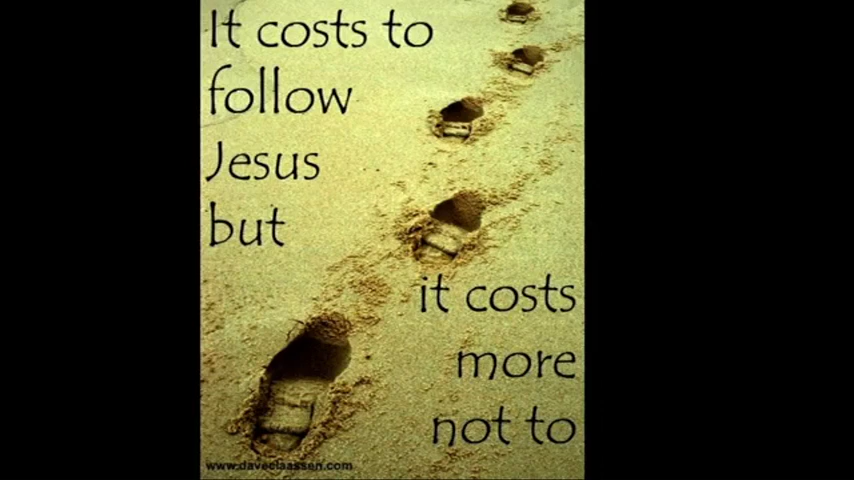 It costs to
follow
Jesus
but
it costs
more
not to
www.daveclaassen.com